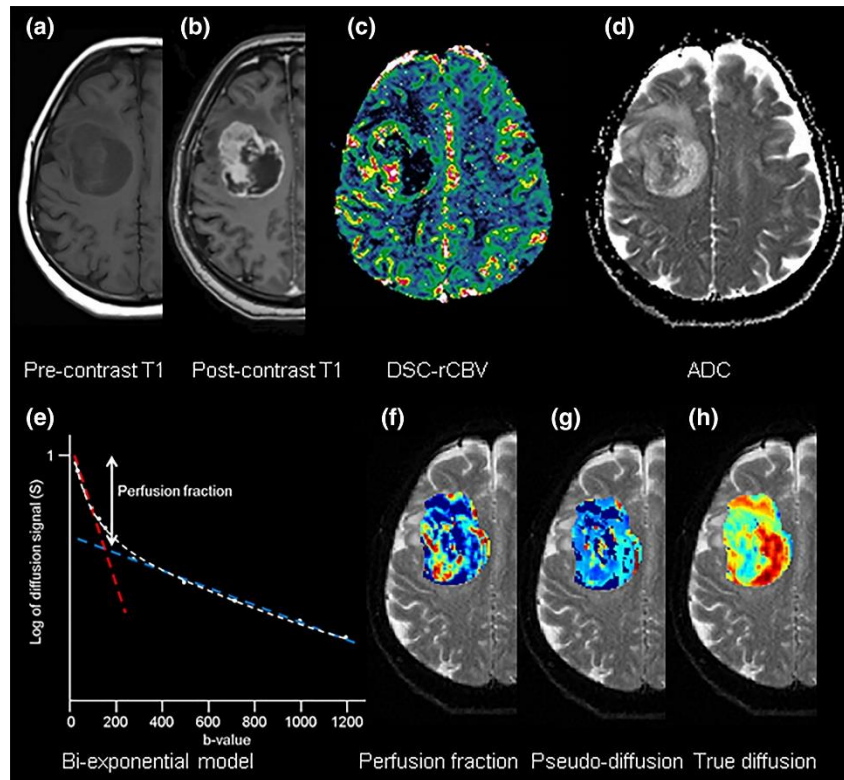 (a)
(b)
(c)
(d)
Pre-contrast T1
Post-contrast T1
DSC-rCBV
ADC
(e)
(f)
(g)
(h)
1
Perfusion fraction
Log of diffusion signal (S)
0 200 400 600 800 1000 1200
b-value
Bi-exponential model
Perfusion fraction
Pseudo-diffusion
True diffusion